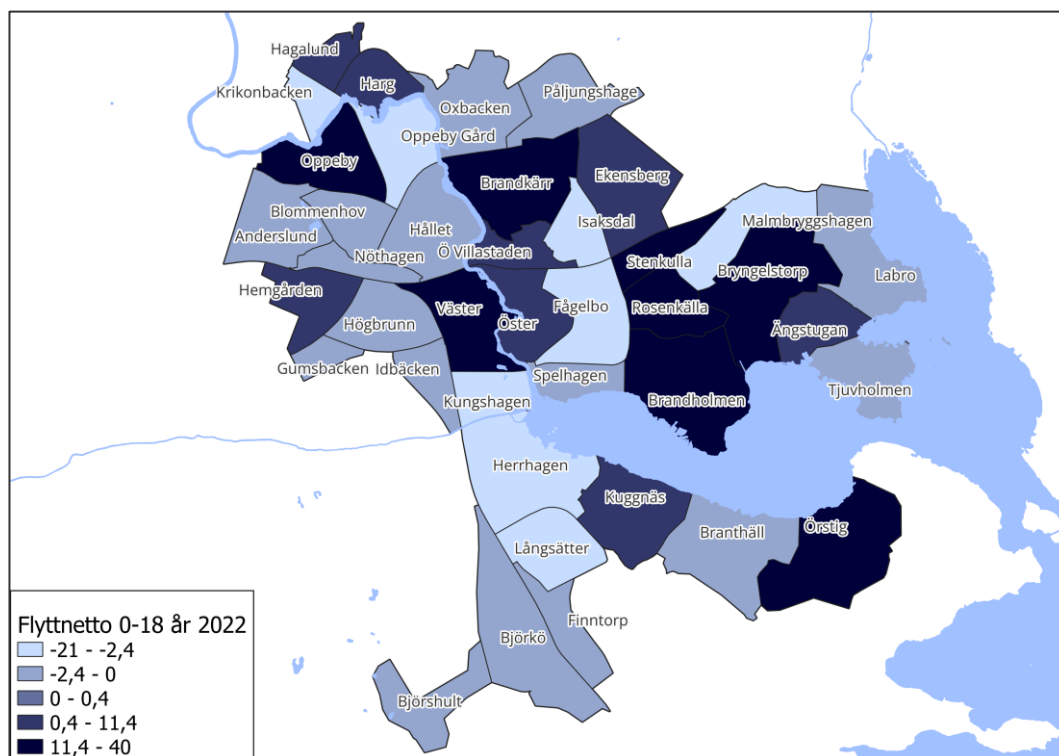 Hagalund
Harg
Krikonbacken
Oxbacken
Påljungshage
Oppeby Gård
Oppeby
Brandkärr
Ekensberg
Blommenhov
Isaksdal
Malmbryggshagen
Anderslund
Hållet
Ö Villastaden
Nöthagen
Stenkulla
Bryngelstorp
Labro
Hemgården
Väster
Fågelbo
Rosenkälla
Högbrunn
Öster
Ängstugan
Gumsbacken
Idbäcken
Spelhagen
Tjuvholmen
Kungshagen
Brandholmen
Herrhagen
Kuggnäs
Branthäll
Örstig
Långsätter
Finntorp
Björkö
Björshult
Flyttnetto 0-18 år 2022
-21 - -2,4
-2,4 - 0
0 - 0,4
0,4 - 11,4
11,4 - 40